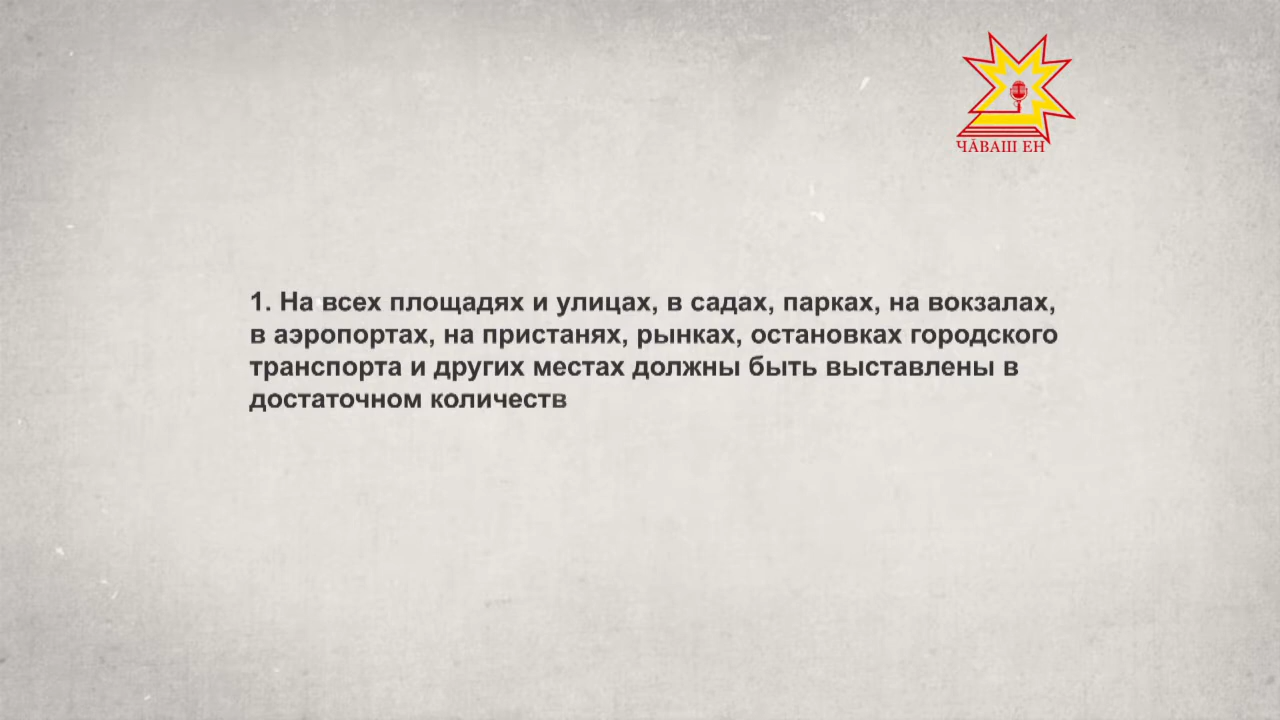 ЧӐВАШ ЕН
1. На всех площадях и улицах, в садах, парках, на вокзалах,
в аэропортах, на пристанях, рынках, остановках городского
транспорта и других местах должны быть выставлены в
достаточном количеств